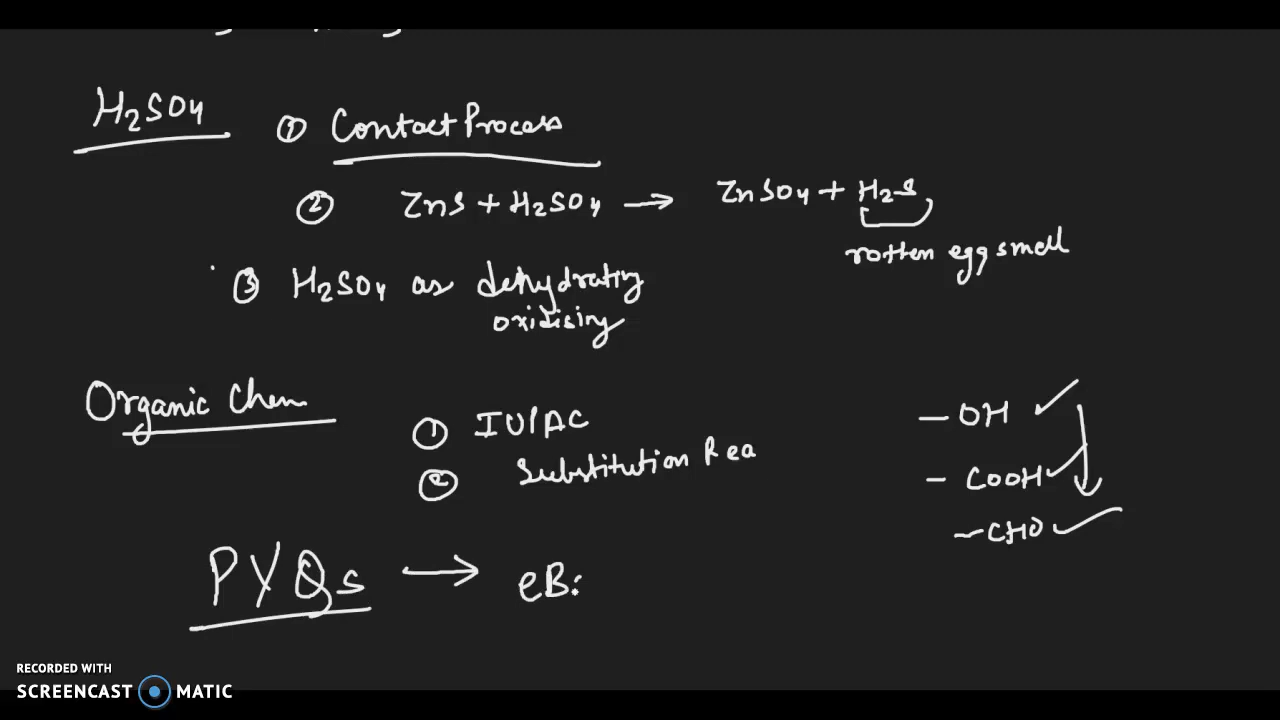 H2SO4 ① Contact Process
② ZnS + H2SO4 → ZnSO4 + H2S
rotten egg smell
③ H2SO4 as dehydrating
oxidising
Organic Chem
① IUPAC
② Substitution Rea
- OH ✓
- COOH ✓
- CHO ✓
PYQs → eB:
RECORDED WITH
SCREENCAST MATIC